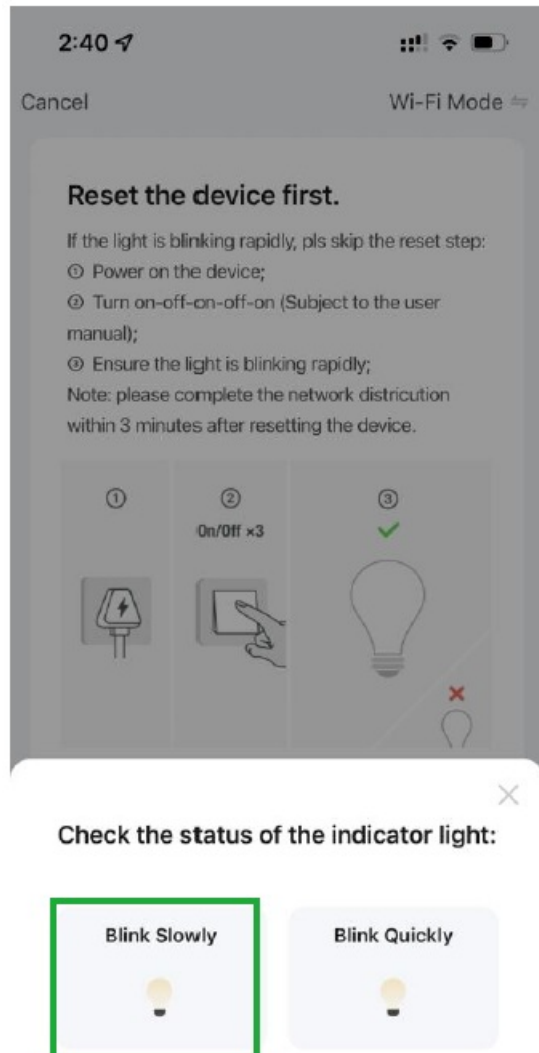 2:40
Cancel
Wi-Fi Mode
Reset the device first.
If the light is blinking rapidly, pls skip the reset step:
① Power on the device;
② Turn on-off-on-off-on (Subject to the user
manual);
③ Ensure the light is blinking rapidly;
Note: please complete the network districution
within 3 minutes after resetting the device.
①
②
③
On/Off ×3
Check the status of the indicator light:
Blink Slowly
Blink Quickly